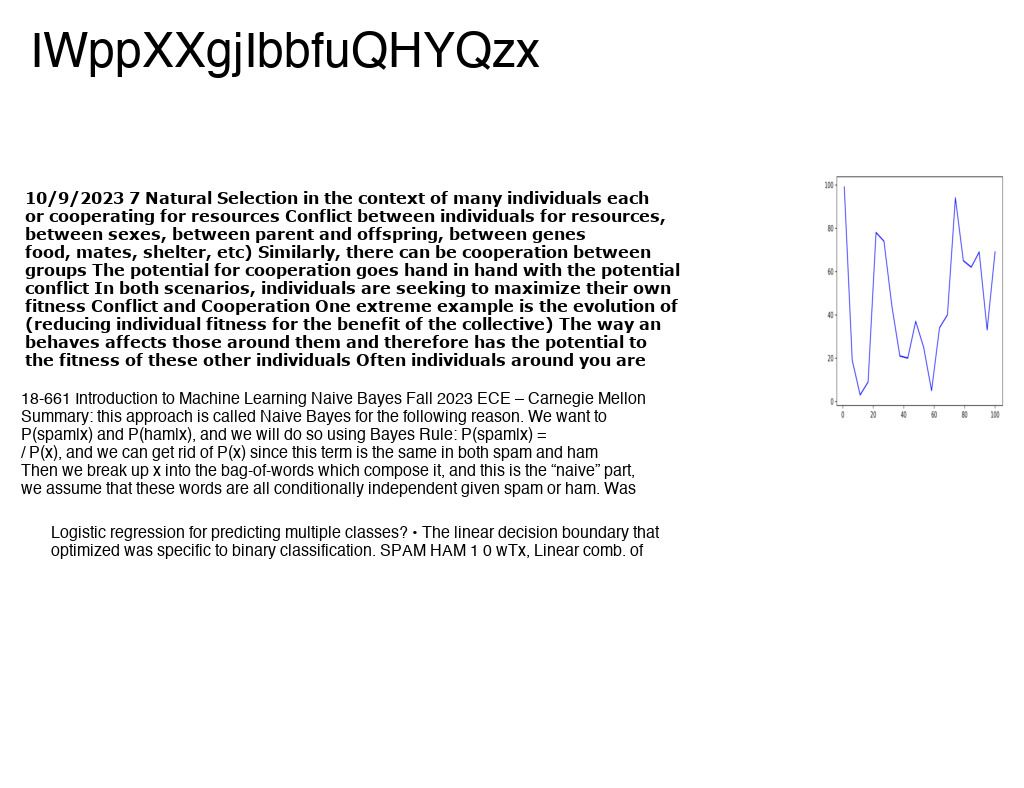 IWppXXgjIbbfuQHYQzx
10/9/2023 7 Natural Selection in the context of many individuals each
or cooperating for resources Conflict between individuals for resources,
between sexes, between parent and offspring, between genes
food, mates, shelter, etc) Similarly, there can be cooperation between
groups The potential for cooperation goes hand in hand with the potential
conflict In both scenarios, individuals are seeking to maximize their own
fitness Conflict and Cooperation One extreme example is the evolution of
(reducing individual fitness for the benefit of the collective) The way an
behaves affects those around them and therefore has the potential to
the fitness of these other individuals Often individuals around you are
18-661 Introduction to Machine Learning Naive Bayes Fall 2023 ECE – Carnegie Mellon
Summary: this approach is called Naive Bayes for the following reason. We want to
P(spam|x) and P(ham|x), and we will do so using Bayes Rule: P(spam|x) =
/ P(x), and we can get rid of P(x) since this term is the same in both spam and ham
Then we break up x into the bag-of-words which compose it, and this is the “naive” part,
we assume that these words are all conditionally independent given spam or ham. Was
Logistic regression for predicting multiple classes? • The linear decision boundary that
optimized was specific to binary classification. SPAM HAM 1 0 wTx, Linear comb. of
100
80
60
40
20
0
0 20 40 60 80 100